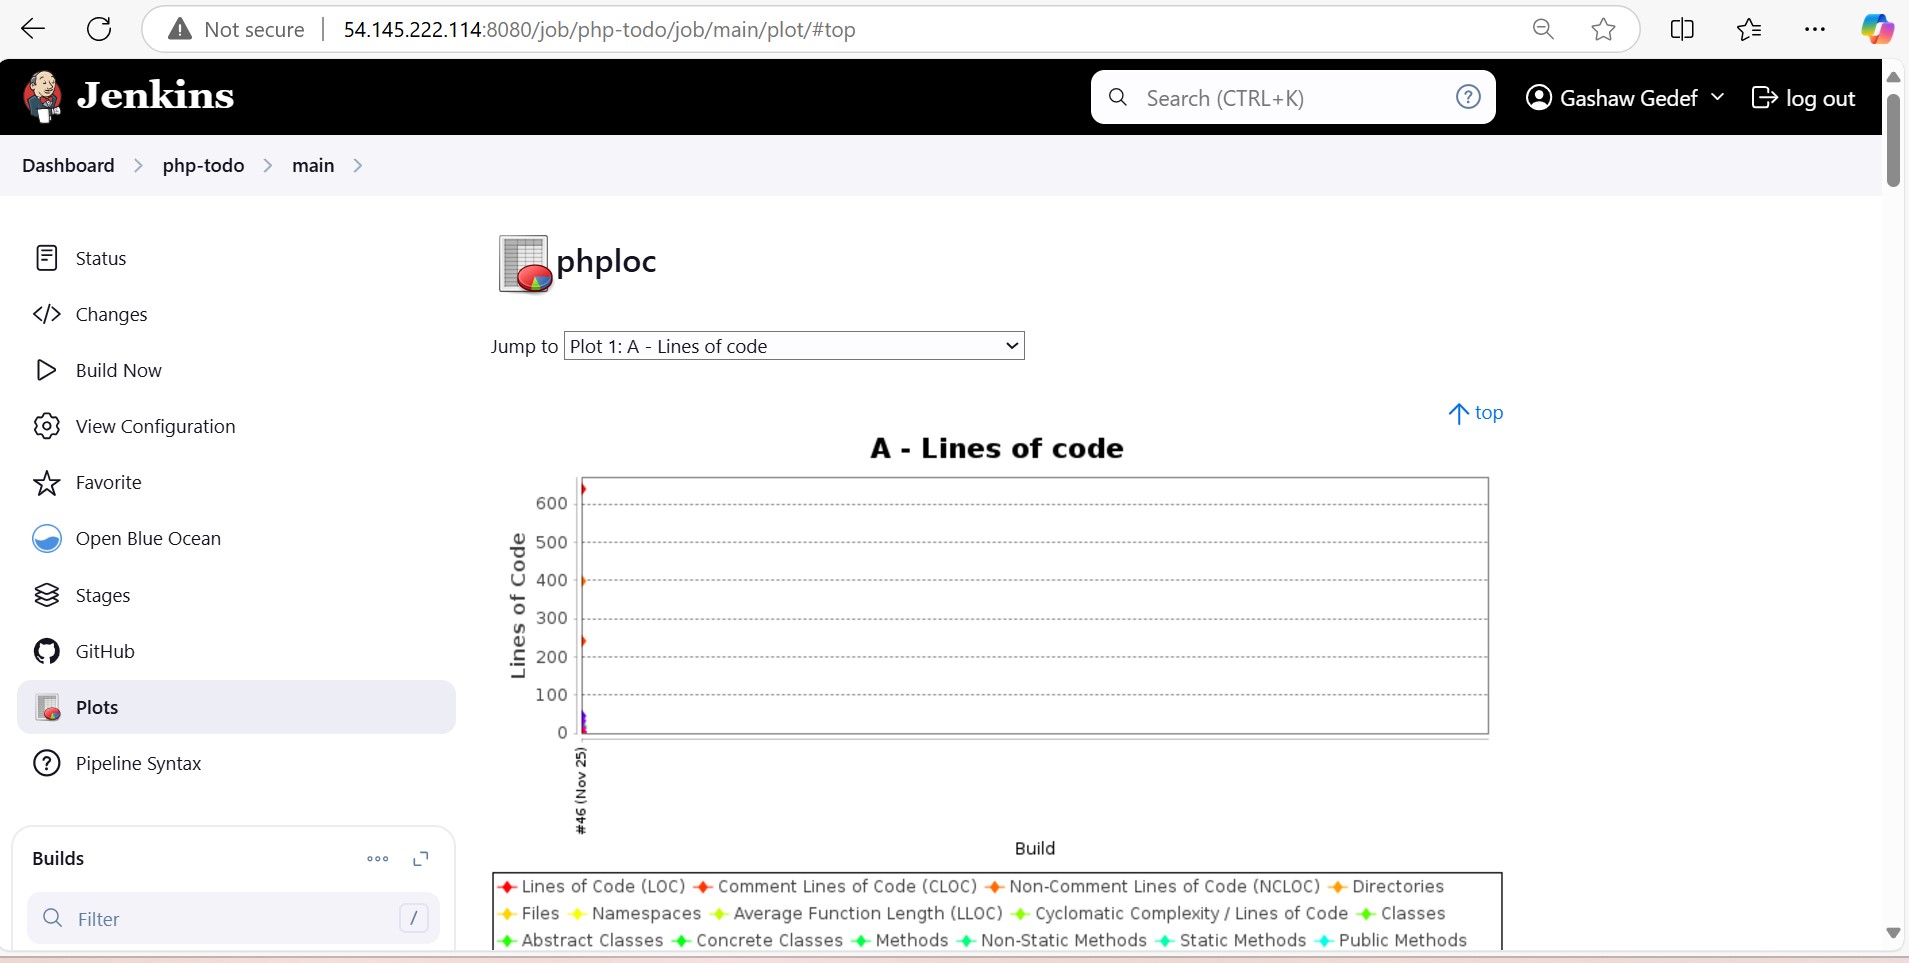 Not secure 54.145.222.114:8080/job/php-todo/job/main/plot/#top
Jenkins
Search (CTRL+K)
?
Gashaw Gedef
log out
Dashboard
php-todo
main
Status
Changes
Build Now
View Configuration
Favorite
Open Blue Ocean
Stages
GitHub
Plots
Pipeline Syntax
Builds
Filter
/
phploc
Jump to Plot 1: A - Lines of code
top
A - Lines of code
Lines of Code
600
500
400
300
200
100
0
#46 (Nov 25)
Build
Lines of Code (LOC) Comment Lines of Code (CLOC) Non-Comment Lines of Code (NCLOC) Directories
Files Namespaces Average Function Length (LLOC) Cyclomatic Complexity / Lines of Code Classes
Abstract Classes Concrete Classes Methods Non-Static Methods Static Methods Public Methods